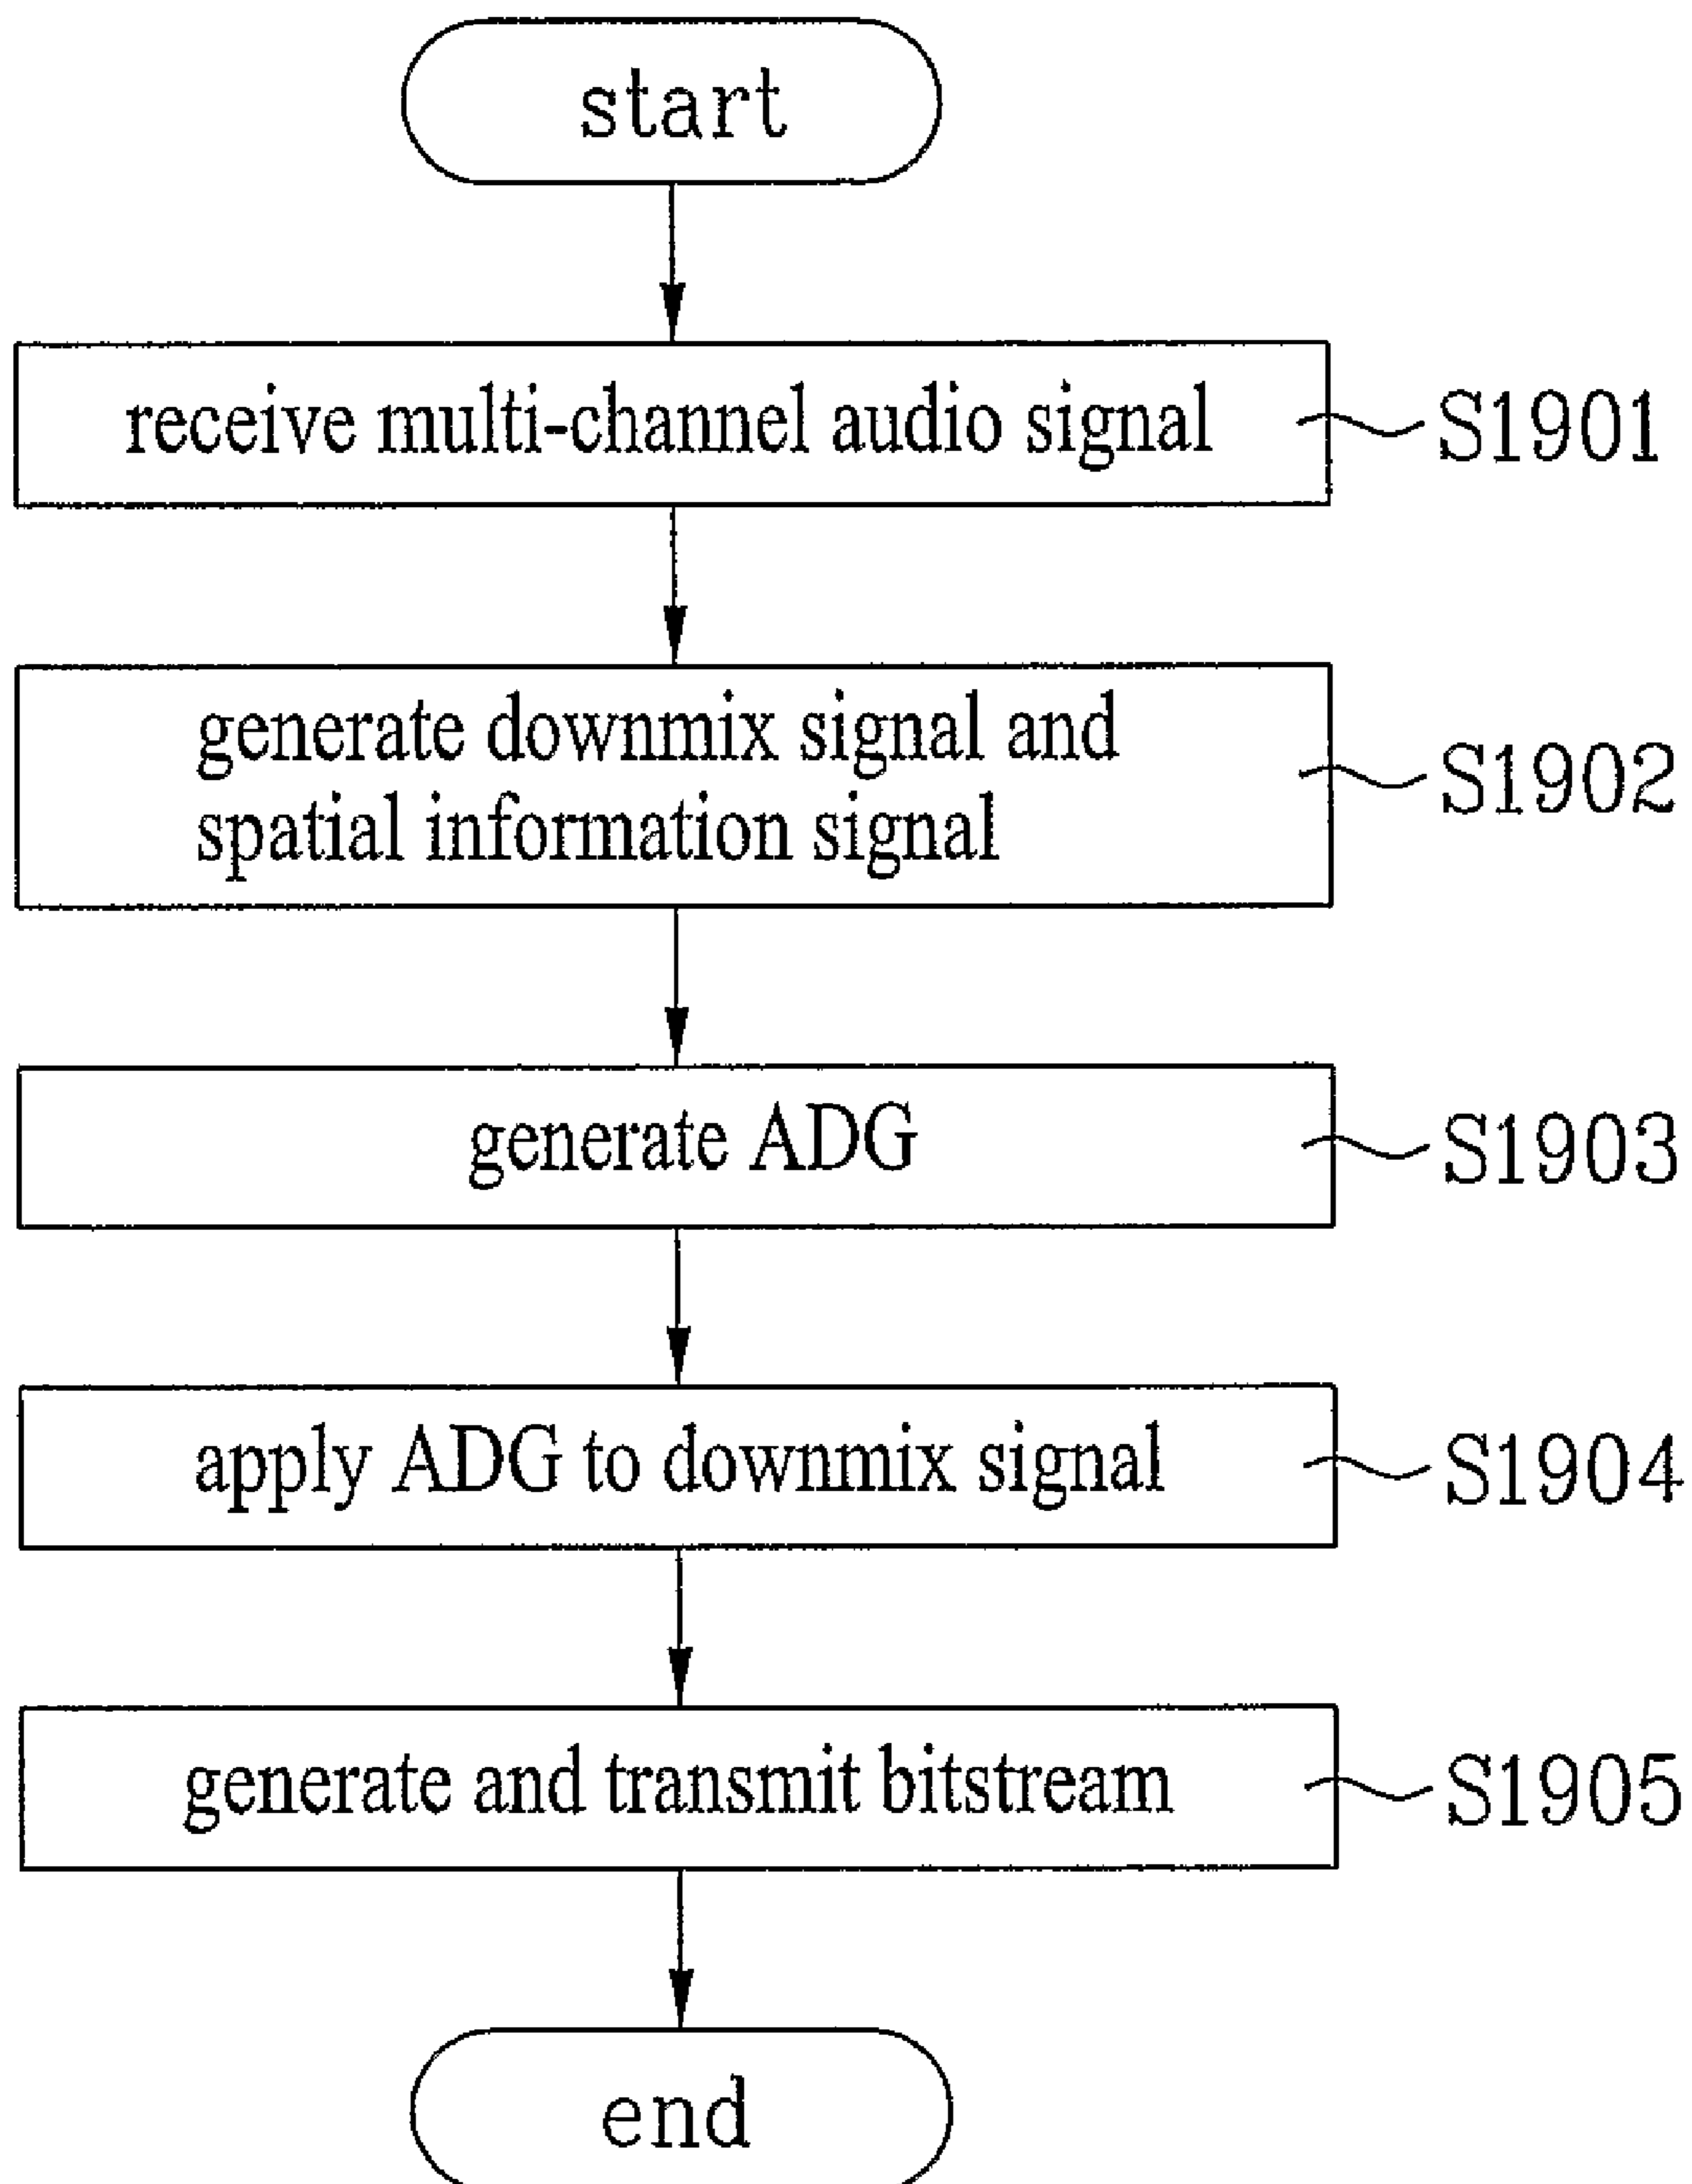 start
receive multi-channel audio signal
S1901
generate downmix signal and
spatial information signal
S1902
generate ADG
S1903
apply ADG to downmix signal
S1904
generate and transmit bitstream
S1905
end